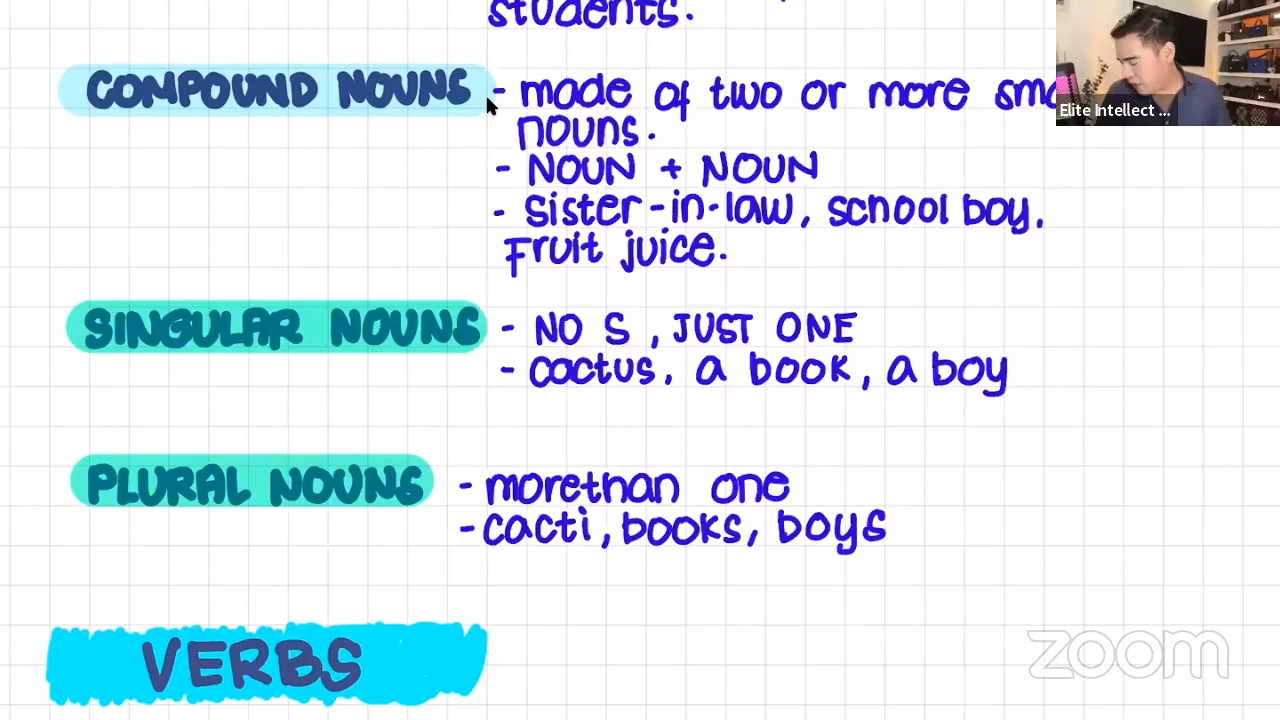 students.
COMPOUND NOUNS - made of two or more
nouns.
- NOUN + NOUN
- sister-in-law, school boy.
Fruit juice.
SINGULAR NOUNS - NO S, JUST ONE
- cactus, a book, a boy
PLURAL NOUNS - morethan one
- cacti, books, boys
VERBS
Elite Intellect ...
zoom